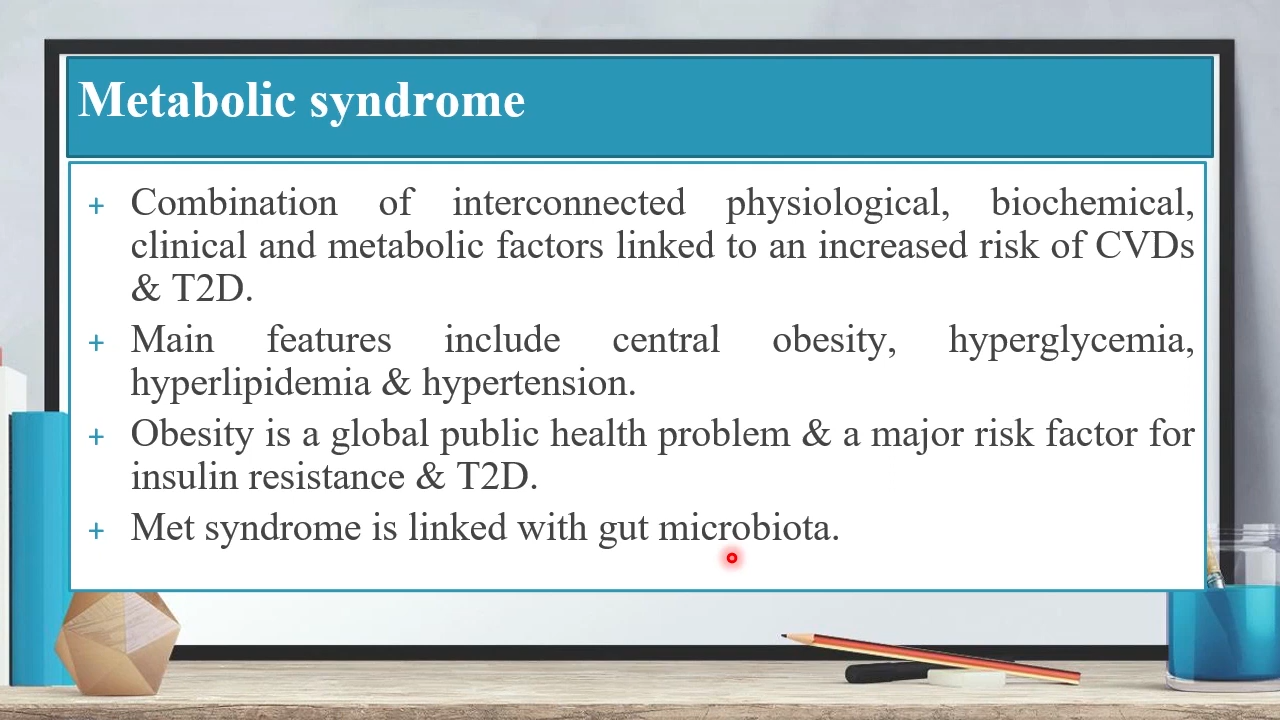 Metabolic syndrome
+ Combination of interconnected physiological, biochemical,
clinical and metabolic factors linked to an increased risk of CVDs
& T2D.
+ Main features include central obesity, hyperglycemia,
hyperlipidemia & hypertension.
+ Obesity is a global public health problem & a major risk factor for
insulin resistance & T2D.
+ Met syndrome is linked with gut microbiota.